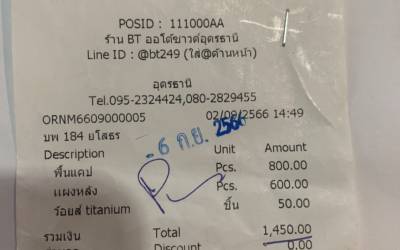 POSID : 111000AA
ร้าน BT ออโต้ซาวด์อุดรธานี
Line ID : @bt249 (ใส่@ด้านหน้า)
อุดรธานี
Tel.095-2324424,080-2829455
ORNM6609000005 02/09/2566 14:49
บพ 184 ยโสธร
- 6 ก.ย. 2566
Description Unit Amount
พื้นแคป Pcs. 800.00
แผงหลัง Pcs. 600.00
ว้อยส์ titanium ชิ้น 50.00
รวมเงิน Total 1,450.00
Discount 0.00